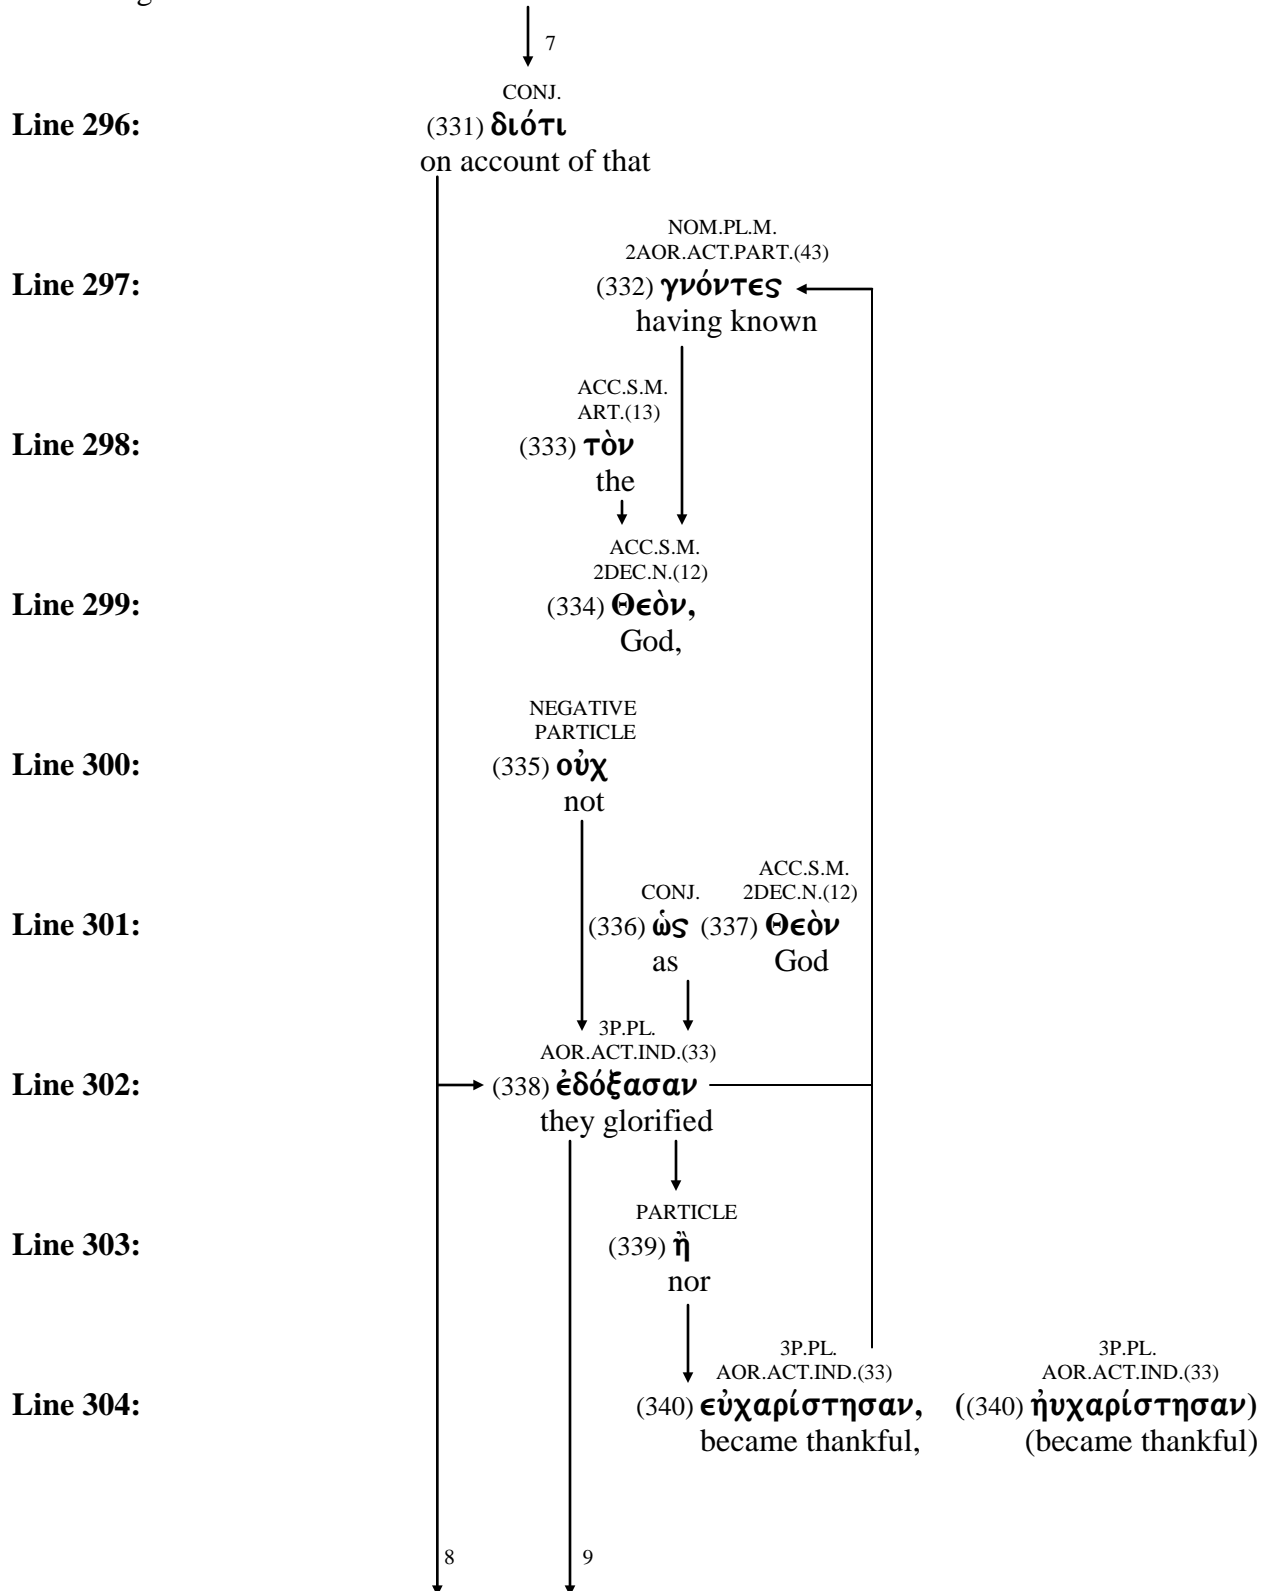 7
CONJ.
Line 296: (331) διότι
on account of that
NOM.PL.M.
2AOR.ACT.PART.(43)
Line 297: (332) γνόντες
having known
ACC.S.M.
ART.(13)
Line 298: (333) τὸν
the
ACC.S.M.
2DEC.N.(12)
Line 299: (334) Θεὸν,
God,
NEGATIVE
PARTICLE
Line 300: (335) οὐχ
not
ACC.S.M.
CONJ. 2DEC.N.(12)
Line 301: (336) ὡς (337) Θεὸν
as God
3P.PL.
AOR.ACT.IND.(33)
Line 302: (338) ἐδόξασαν
they glorified
PARTICLE
Line 303: (339) ἢ
nor
3P.PL. 3P.PL.
AOR.ACT.IND.(33) AOR.ACT.IND.(33)
Line 304: (340) εὐχαρίστησαν, ((340) ἠυχαρίστησαν)
became thankful, (became thankful)
8 9